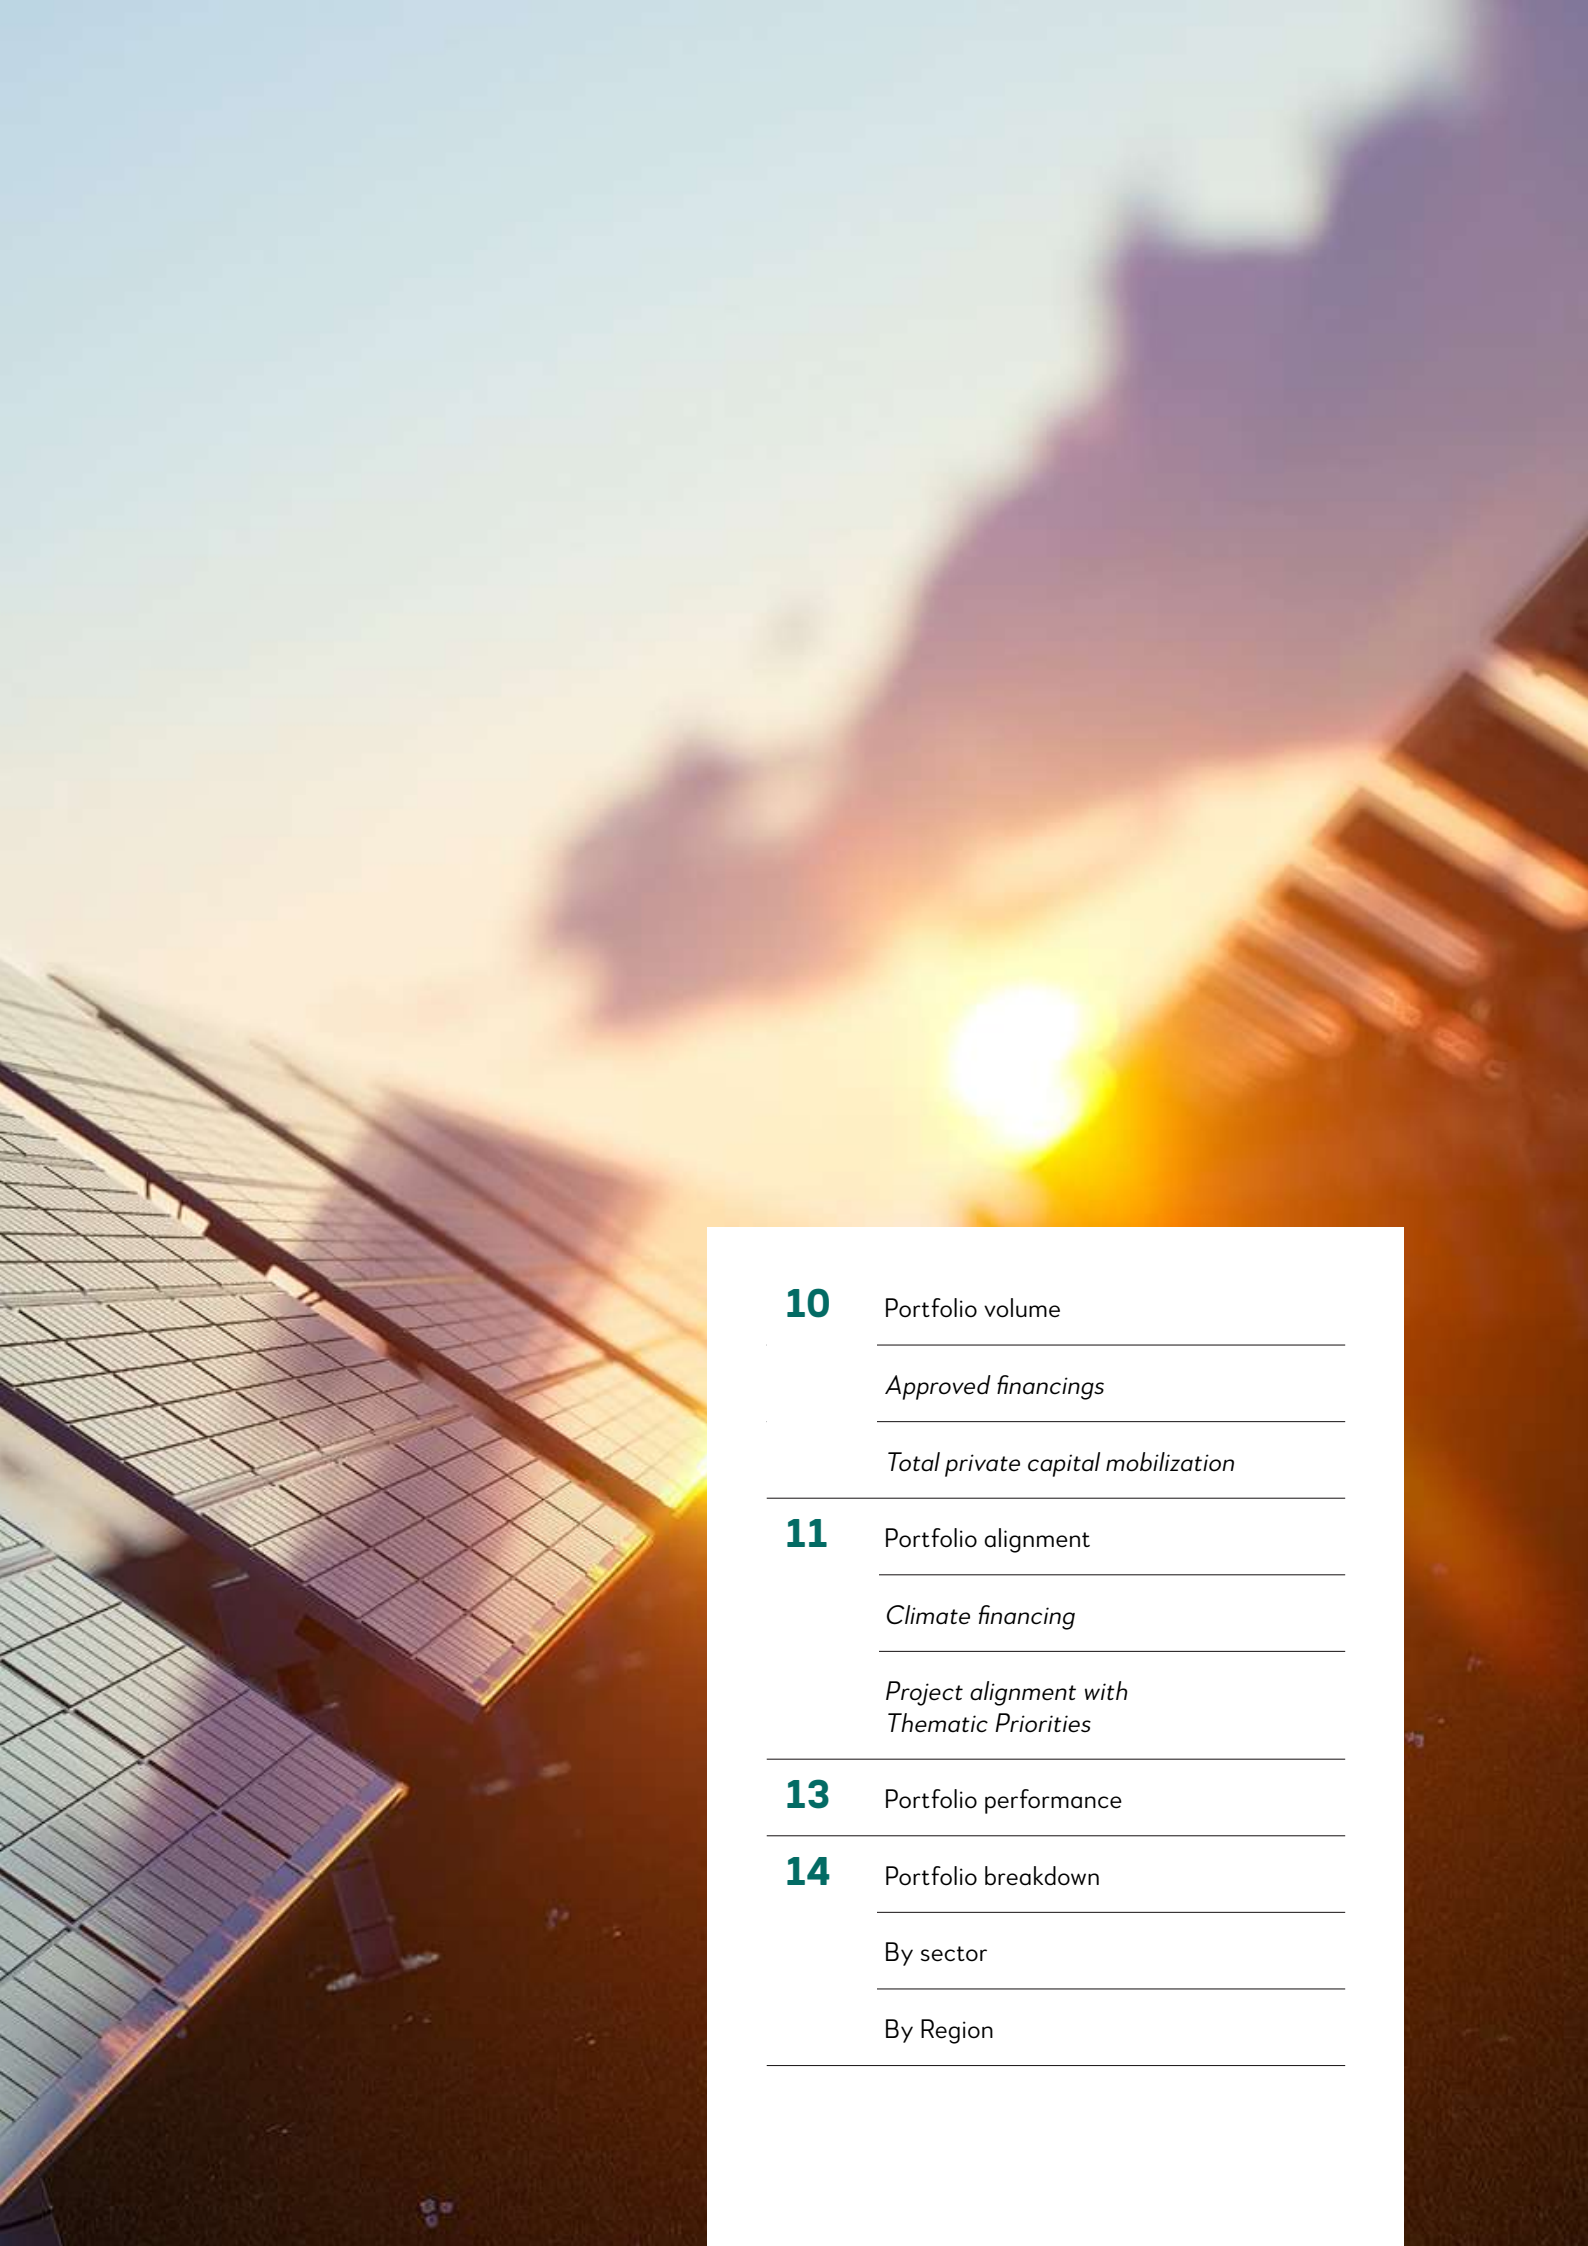 10 Portfolio volume
Approved financings
Total private capital mobilization
11 Portfolio alignment
Climate financing
Project alignment with
Thematic Priorities
13 Portfolio performance
14 Portfolio breakdown
By sector
By Region